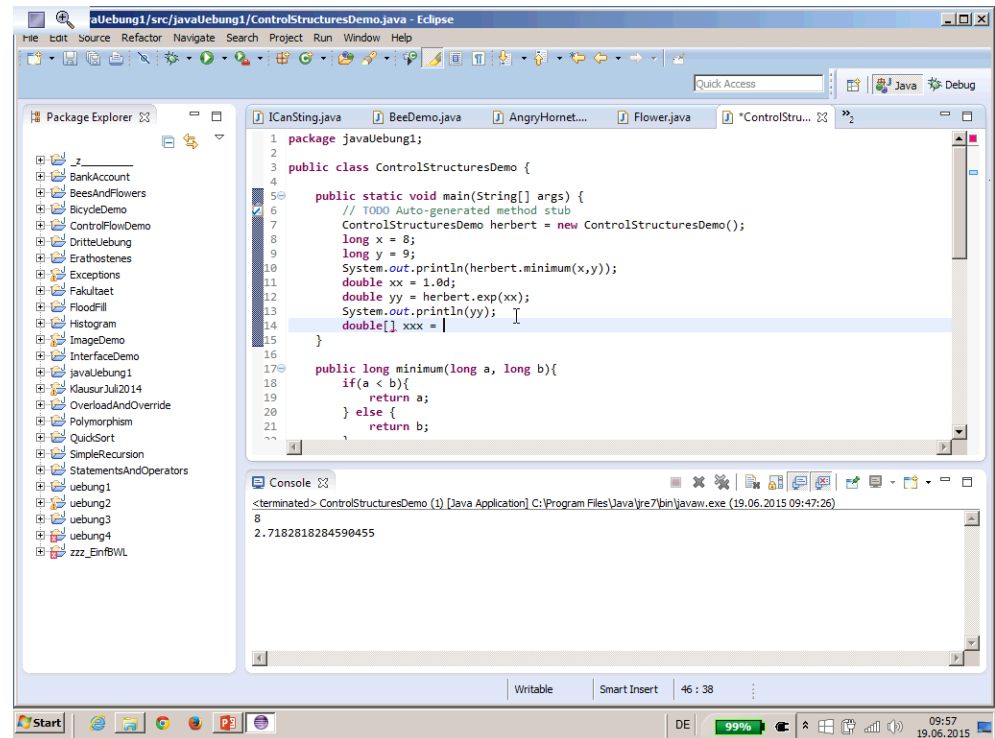 aUebung1/src/javaUebung1/ControlStructuresDemo.java - Eclipse
File Edit Source Refactor Navigate Search Project Run Window Help
Quick Access
Java
Debug
Package Explorer
_z_________
BankAccount
BeesAndFlowers
BicycleDemo
ControlFlowDemo
DritteUebung
Erathostenes
Exceptions
Fakultaet
FloodFill
Histogram
ImageDemo
InterfaceDemo
javaUebung1
KlausurJuli2014
OverloadAndOverride
Polymorphism
QuickSort
SimpleRecursion
StatementsAndOperators
uebung1
uebung2
uebung3
uebung4
zzz_EinfBWL
ICanSting.java BeeDemo.java AngryHornet.... Flower.java *ControlStru... »2
1 package javaUebung1;
2
3 public class ControlStructuresDemo {
4
5 public static void main(String[] args) {
6 // TODO Auto-generated method stub
7 ControlStructuresDemo herbert = new ControlStructuresDemo();
8 long x = 8;
9 long y = 9;
10 System.out.println(herbert.minimum(x,y));
11 double xx = 1.0d;
12 double yy = herbert.exp(xx);
13 System.out.println(yy);
14 double[] xxx =
15 }
16
17 public long minimum(long a, long b){
18 if(a < b){
19 return a;
20 } else {
21 return b;
22 }
Console
<terminated> ControlStructuresDemo (1) [Java Application] C:\Program Files\Java\jre7\bin\javaw.exe (19.06.2015 09:47:26)
8
2.7182818284590455
Writable Smart Insert 46 : 38
Start
DE
99%
09:57
19.06.2015